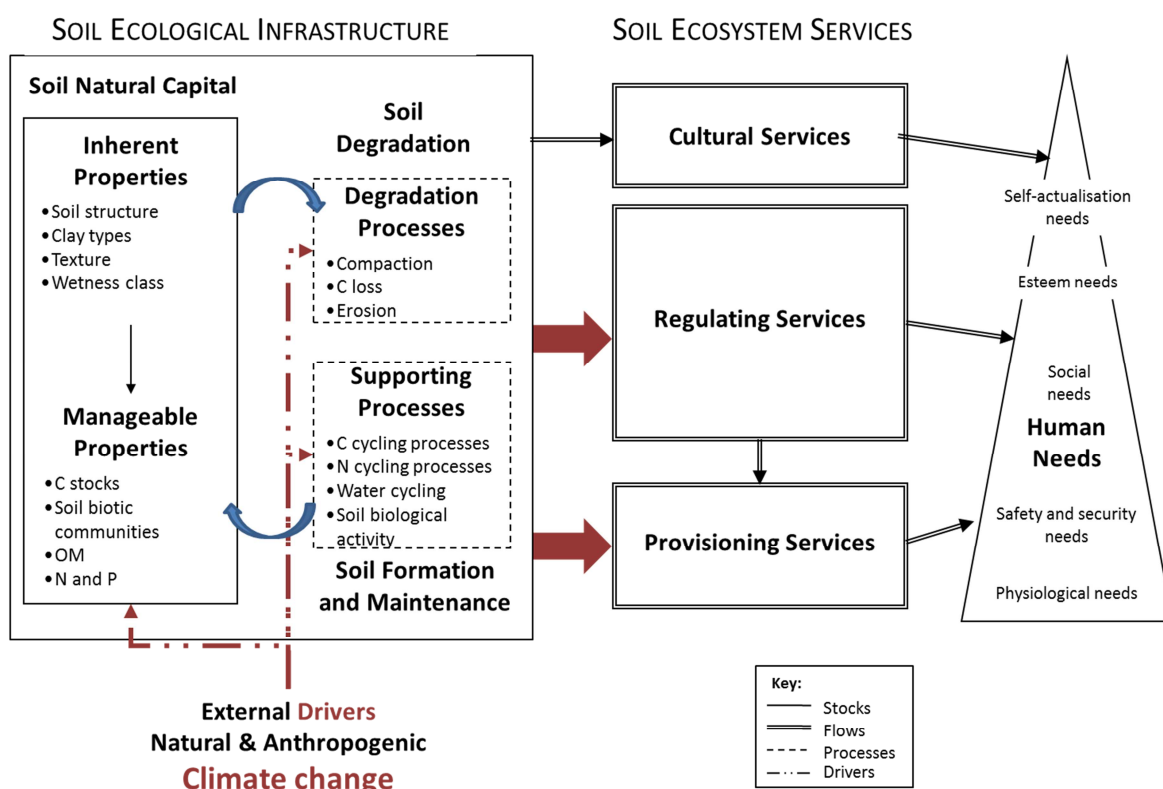 SOIL ECOLOGICAL INFRASTRUCTURE
Soil Natural Capital
Inherent
Properties
•Soil structure
•Clay types
•Texture
•Wetness class
Manageable
Properties
•C stocks
•Soil biotic
communities
•OM
•N and P
Soil
Degradation
Degradation
Processes
•Compaction
•C loss
•Erosion
Supporting
Processes
•C cycling processes
•N cycling processes
•Water cycling
•Soil biological
activity
Soil Formation
and Maintenance
External Drivers
Natural & Anthropogenic
Climate change
SOIL ECOSYSTEM SERVICES
Cultural Services
Regulating Services
Provisioning Services
Self-actualisation
needs
Esteem needs
Social
needs
Human
Needs
Safety and security
needs
Physiological needs
Key:
Stocks
Flows
Processes
Drivers